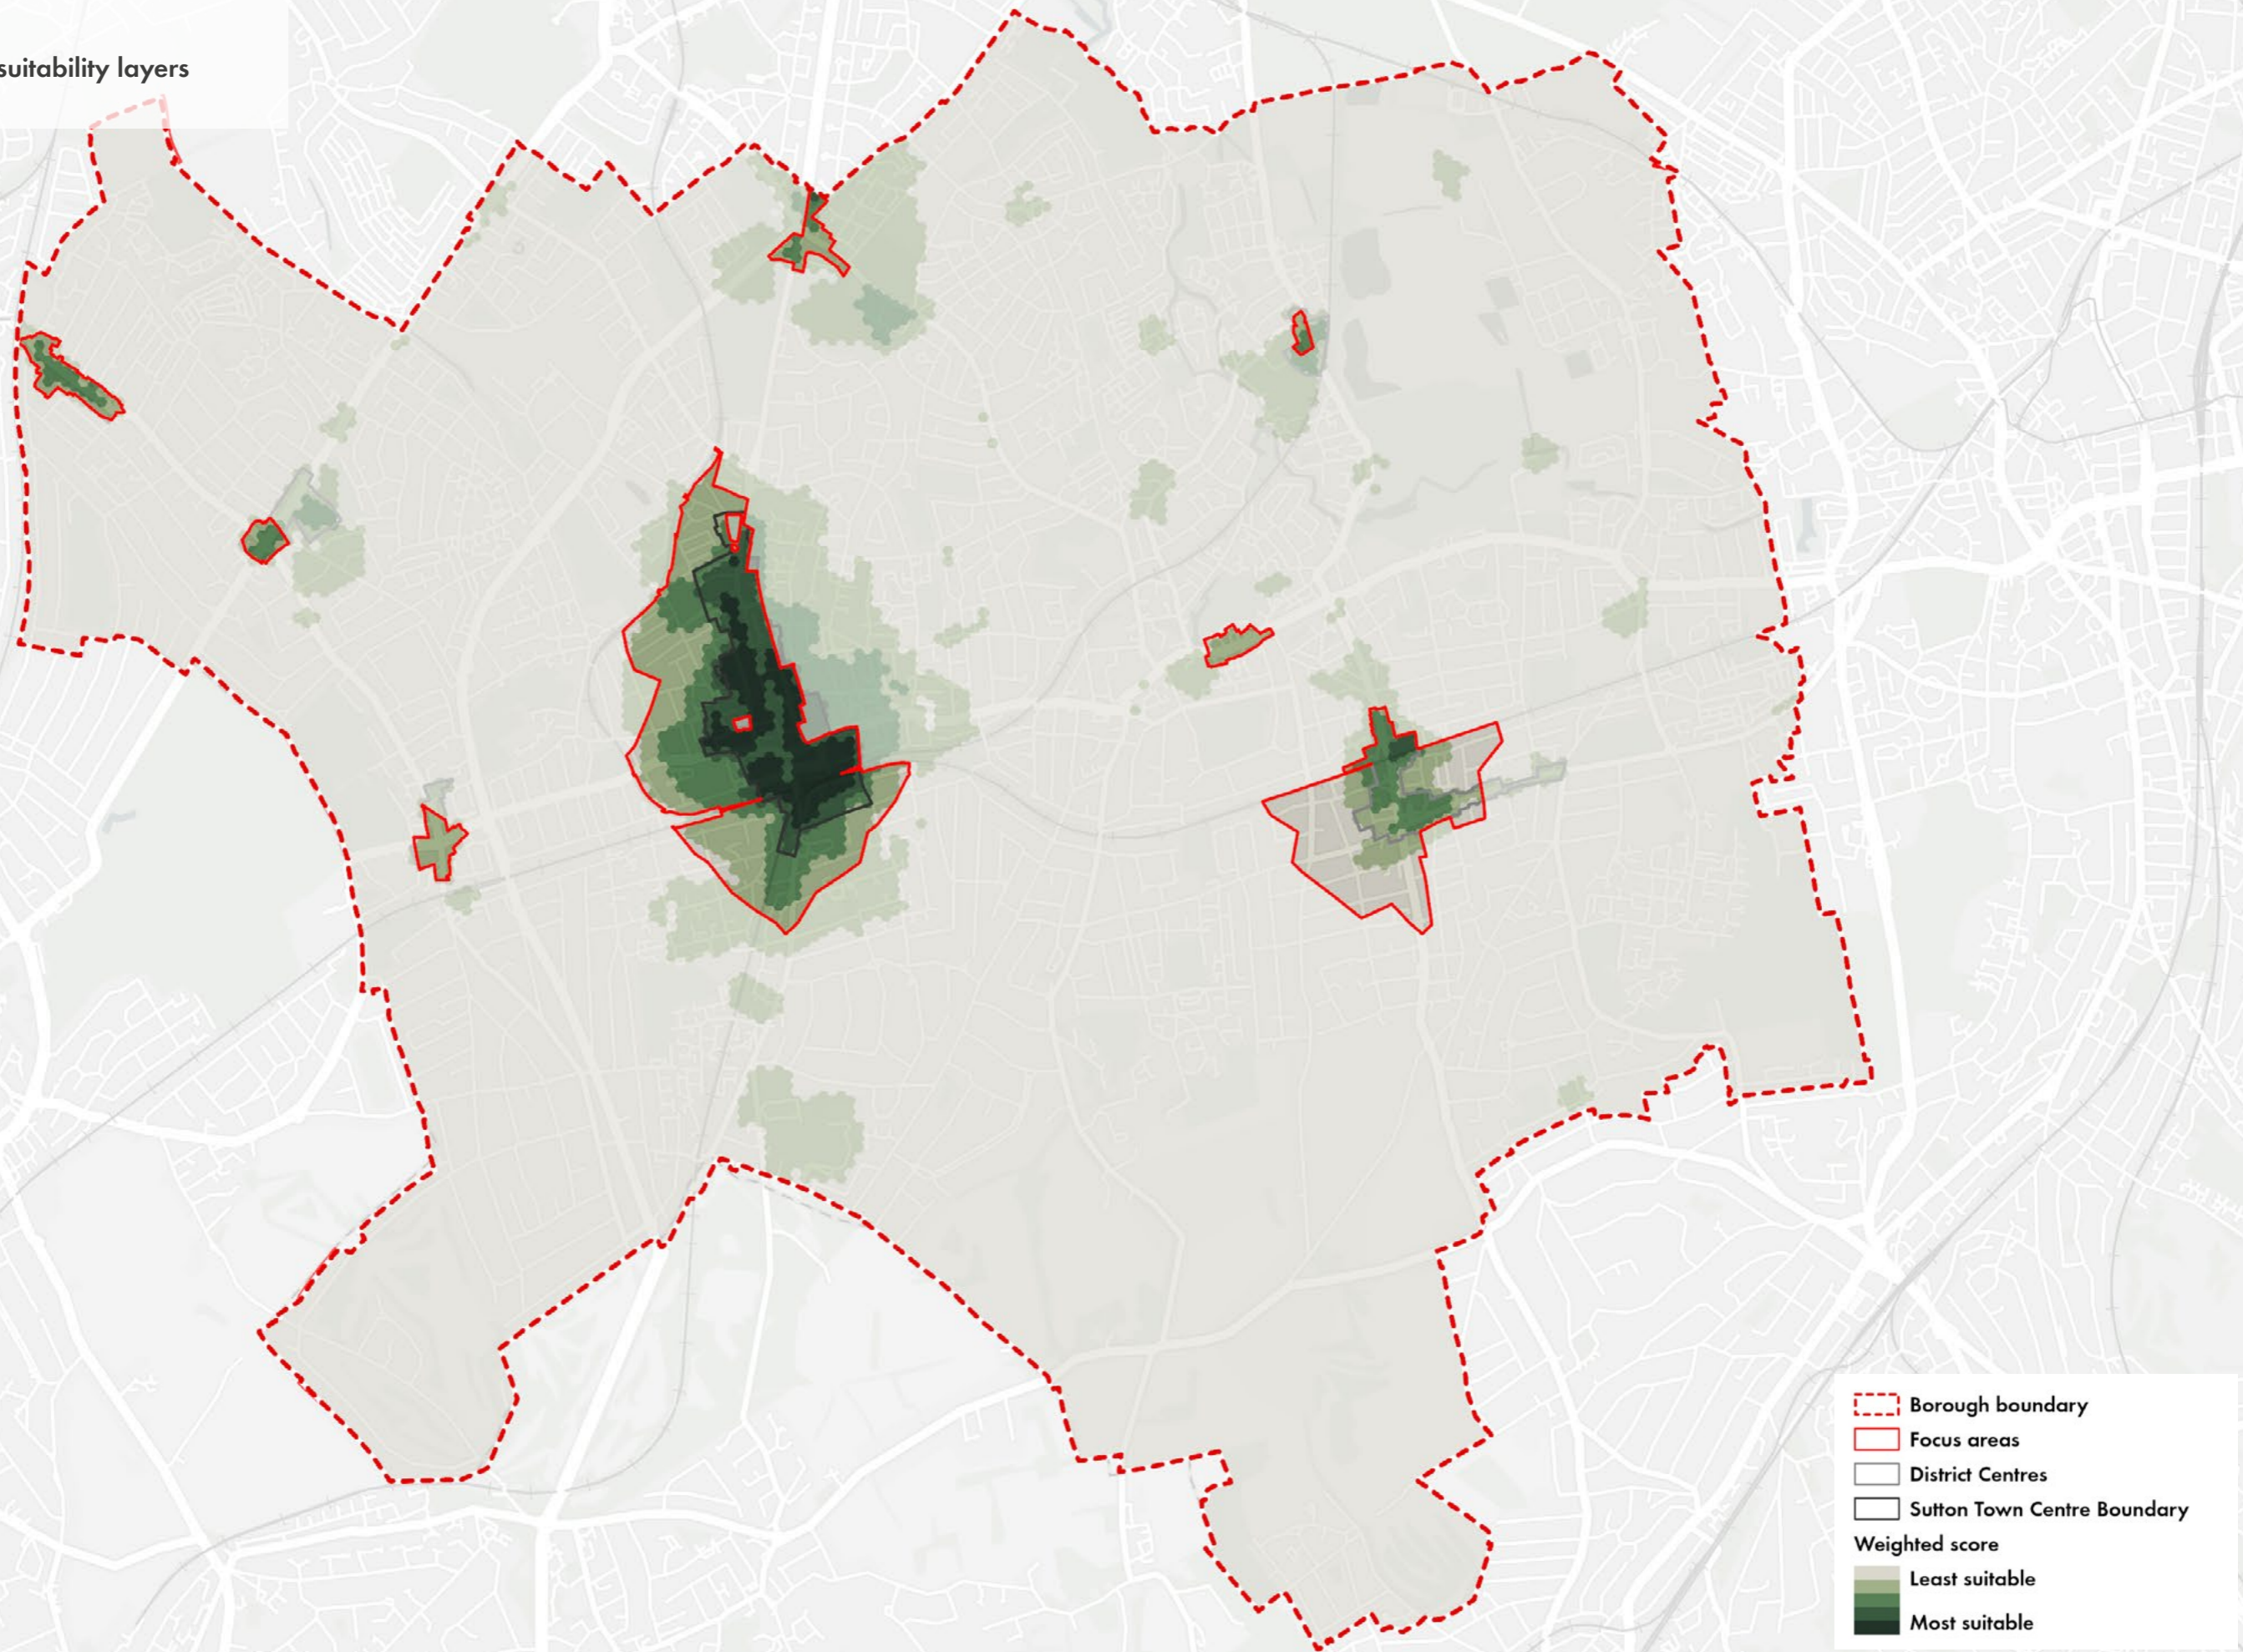 suitability layers
Borough boundary
Focus areas
District Centres
Sutton Town Centre Boundary
Weighted score
Least suitable
Most suitable